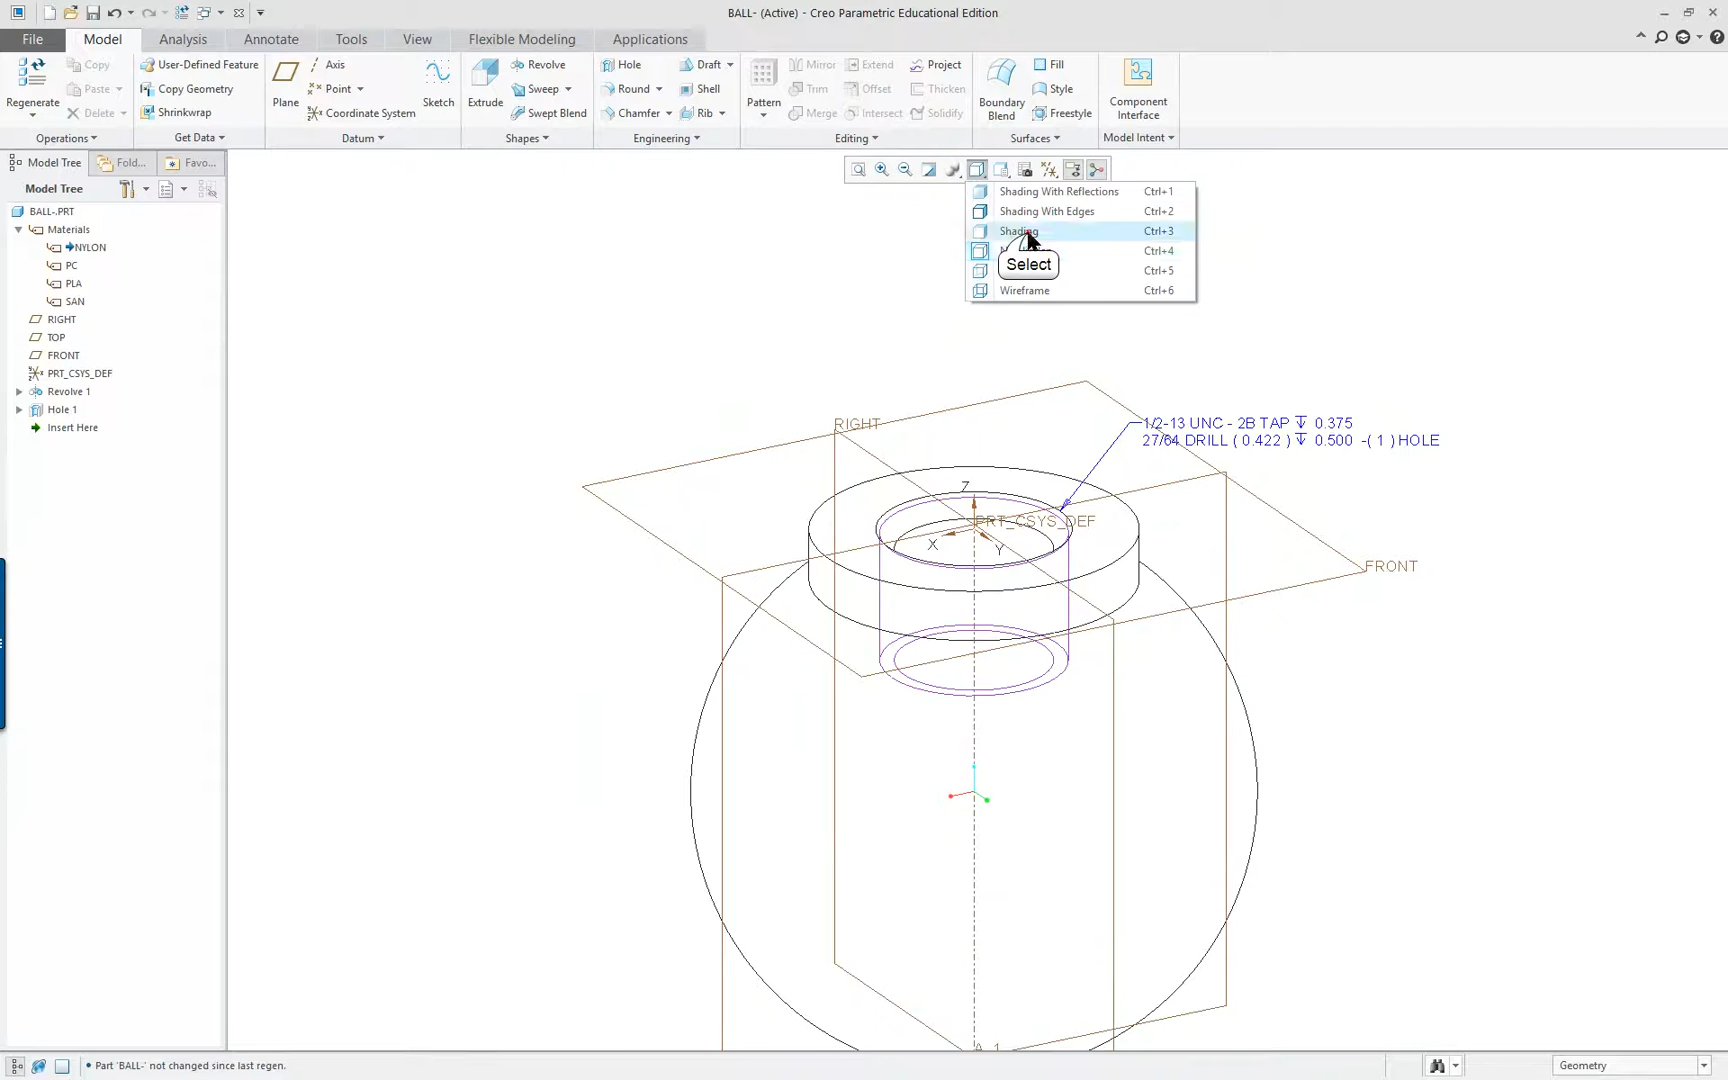 BALL- (Active) - Creo Parametric Educational Edition
File
Model
Analysis
Annotate
Tools
View
Flexible Modeling
Applications
Regenerate
Copy
Paste
Delete
Operations
User-Defined Feature
Copy Geometry
Shrinkwrap
Get Data
Plane
Axis
Point
Coordinate System
Sketch
Datum
Extrude
Revolve
Sweep
Swept Blend
Shapes
Hole
Round
Chamfer
Draft
Shell
Rib
Engineering
Pattern
Mirror
Extend
Project
Trim
Offset
Thicken
Merge
Intersect
Solidify
Editing
Boundary
Blend
Fill
Style
Freestyle
Surfaces
Component
Interface
Model Intent
Model Tree
Fold...
Favo...
Model Tree
BALL-.PRT
Materials
NYLON
PC
PLA
SAN
RIGHT
TOP
FRONT
PRT_CSYS_DEF
Revolve 1
Hole 1
Insert Here
Shading With Reflections Ctrl+1
Shading With Edges Ctrl+2
Shading Ctrl+3
Ctrl+4
Ctrl+5
Wireframe Ctrl+6
Select
RIGHT
1/2-13 UNC - 2B TAP ↧ 0.375
27/64 DRILL ( 0.422 ) ↧ 0.500 -( 1 ) HOLE
Z
PRT_CSYS_DEF
X
Y
FRONT
A_1
Part 'BALL-' not changed since last regen.
Geometry